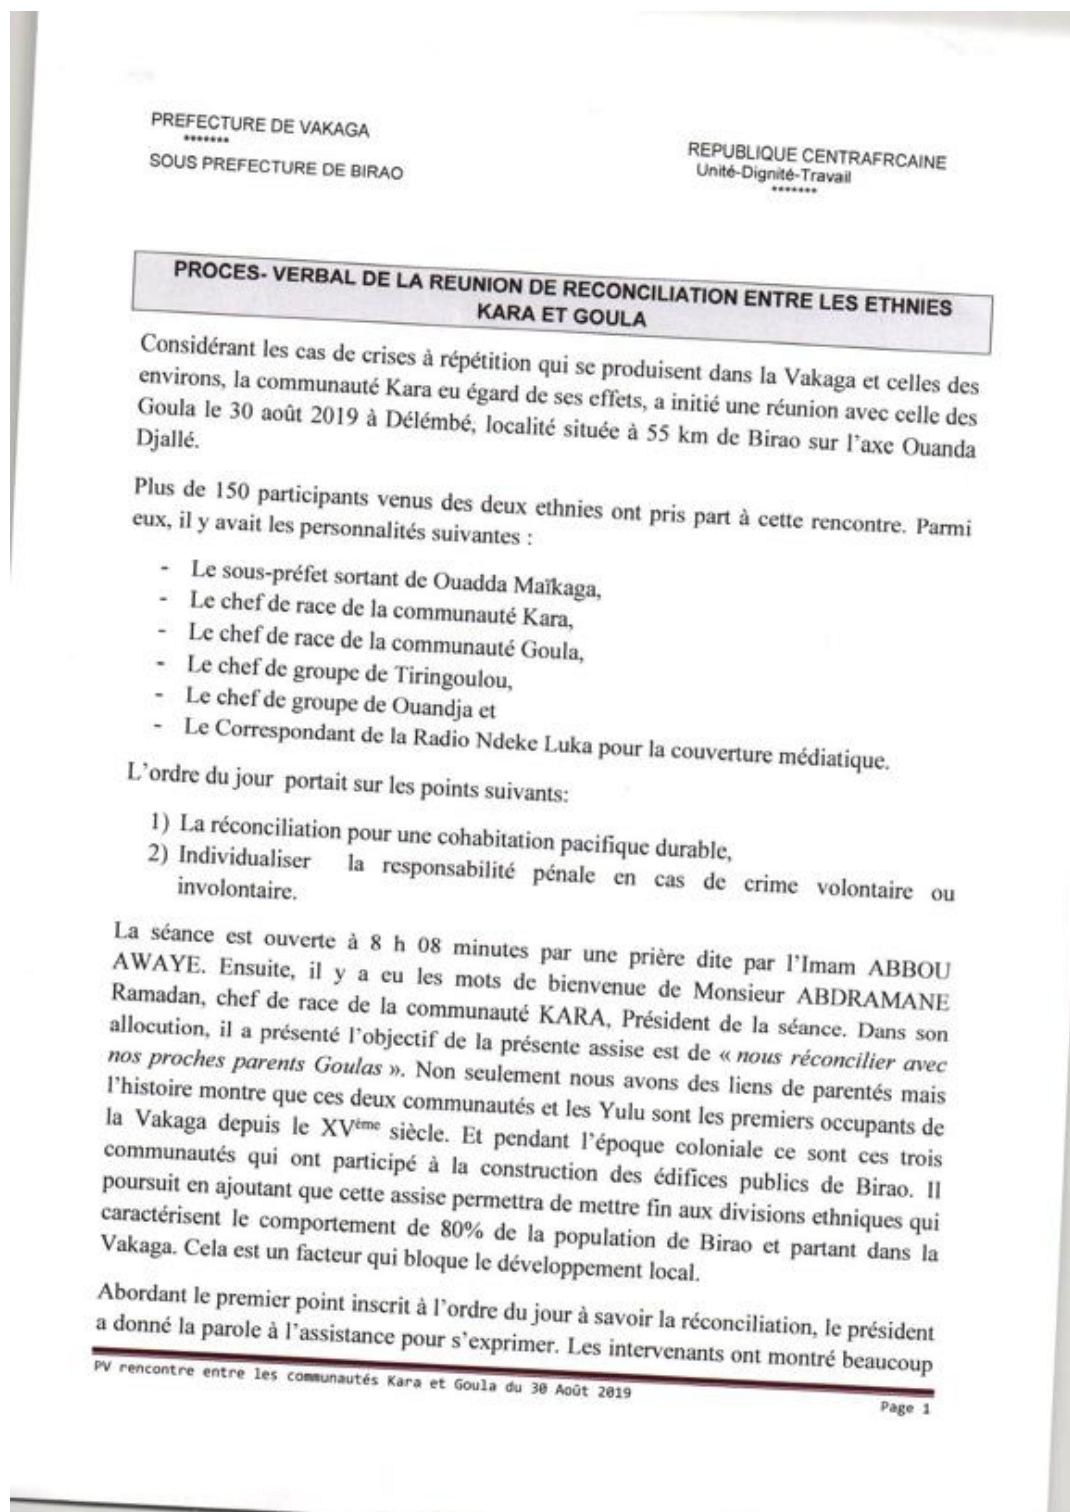 PREFECTURE DE VAKAGA
*******
SOUS PREFECTURE DE BIRAO
REPUBLIQUE CENTRAFRCAINE
Unité-Dignité-Travail
*******
PROCES- VERBAL DE LA REUNION DE RECONCILIATION ENTRE LES ETHNIES
KARA ET GOULA
Considérant les cas de crises à répétition qui se produisent dans la Vakaga et celles des
environs, la communauté Kara eu égard de ses effets, a initié une réunion avec celle des
Goula le 30 août 2019 à Délémbé, localité située à 55 km de Birao sur l'axe Ouanda
Djallé.
Plus de 150 participants venus des deux ethnies ont pris part à cette rencontre. Parmi
eux, il y avait les personnalités suivantes :
- Le sous-préfet sortant de Ouadda Maïkaga,
- Le chef de race de la communauté Kara,
- Le chef de race de la communauté Goula,
- Le chef de groupe de Tiringoulou,
- Le chef de groupe de Ouandja et
- Le Correspondant de la Radio Ndeke Luka pour la couverture médiatique.
L'ordre du jour portait sur les points suivants:
1) La réconciliation pour une cohabitation pacifique durable,
2) Individualiser la responsabilité pénale en cas de crime volontaire ou
involontaire.
La séance est ouverte à 8 h 08 minutes par une prière dite par l'Imam ABBOU
AWAYE. Ensuite, il y a eu les mots de bienvenue de Monsieur ABDRAMANE
Ramadan, chef de race de la communauté KARA, Président de la séance. Dans son
allocution, il a présenté l'objectif de la présente assise est de « nous réconcilier avec
nos proches parents Goulas ». Non seulement nous avons des liens de parentés mais
l'histoire montre que ces deux communautés et les Yulu sont les premiers occupants de
la Vakaga depuis le XVème siècle. Et pendant l'époque coloniale ce sont ces trois
communautés qui ont participé à la construction des édifices publics de Birao. Il
poursuit en ajoutant que cette assise permettra de mettre fin aux divisions ethniques qui
caractérisent le comportement de 80% de la population de Birao et partant dans la
Vakaga. Cela est un facteur qui bloque le développement local.
Abordant le premier point inscrit à l'ordre du jour à savoir la réconciliation, le président
a donné la parole à l'assistance pour s'exprimer. Les intervenants ont montré beaucoup
PV rencontre entre les communautés Kara et Goula du 30 Août 2019
Page 1